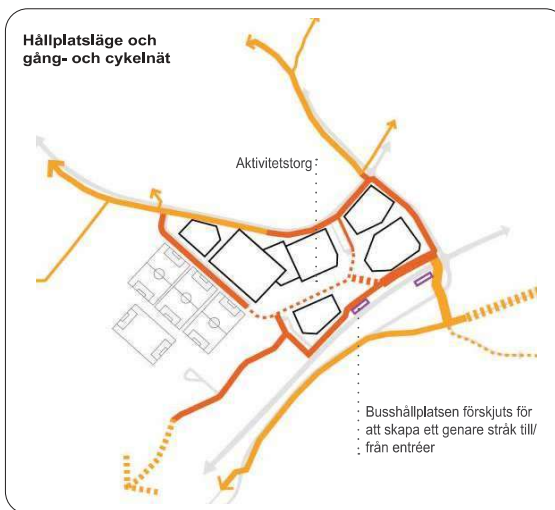 Hållplatsläge och
gång- och cykelnät
Aktivitetstorg
Busshållplatsen förskjuts för
att skapa ett genare stråk till/
från entréer